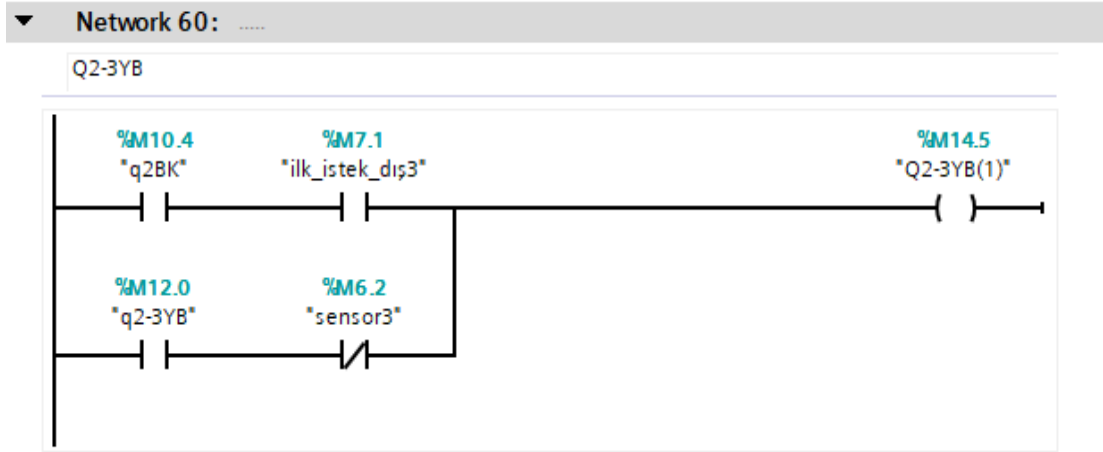 Network 60: .....
Q2-3YB
%M10.4 %M7.1 %M14.5
"q2BK" "ilk_istek_dış3" "Q2-3YB(1)"
%M12.0 %M6.2
"q2-3YB" "sensor3"